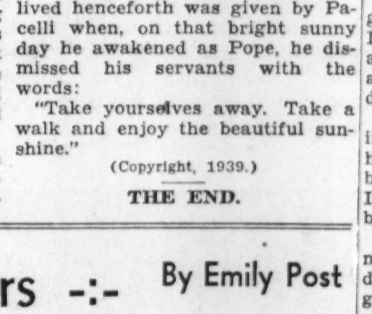 lived henceforth was given by Pa-
celli when, on that bright sunny
day he awakened as Pope, he dis-
missed his servants with the
words:
"Take yourselves away. Take a
walk and enjoy the beautiful sun-
shine."
(Copyright, 1939.)
THE END.
rs -:- By Emily Post